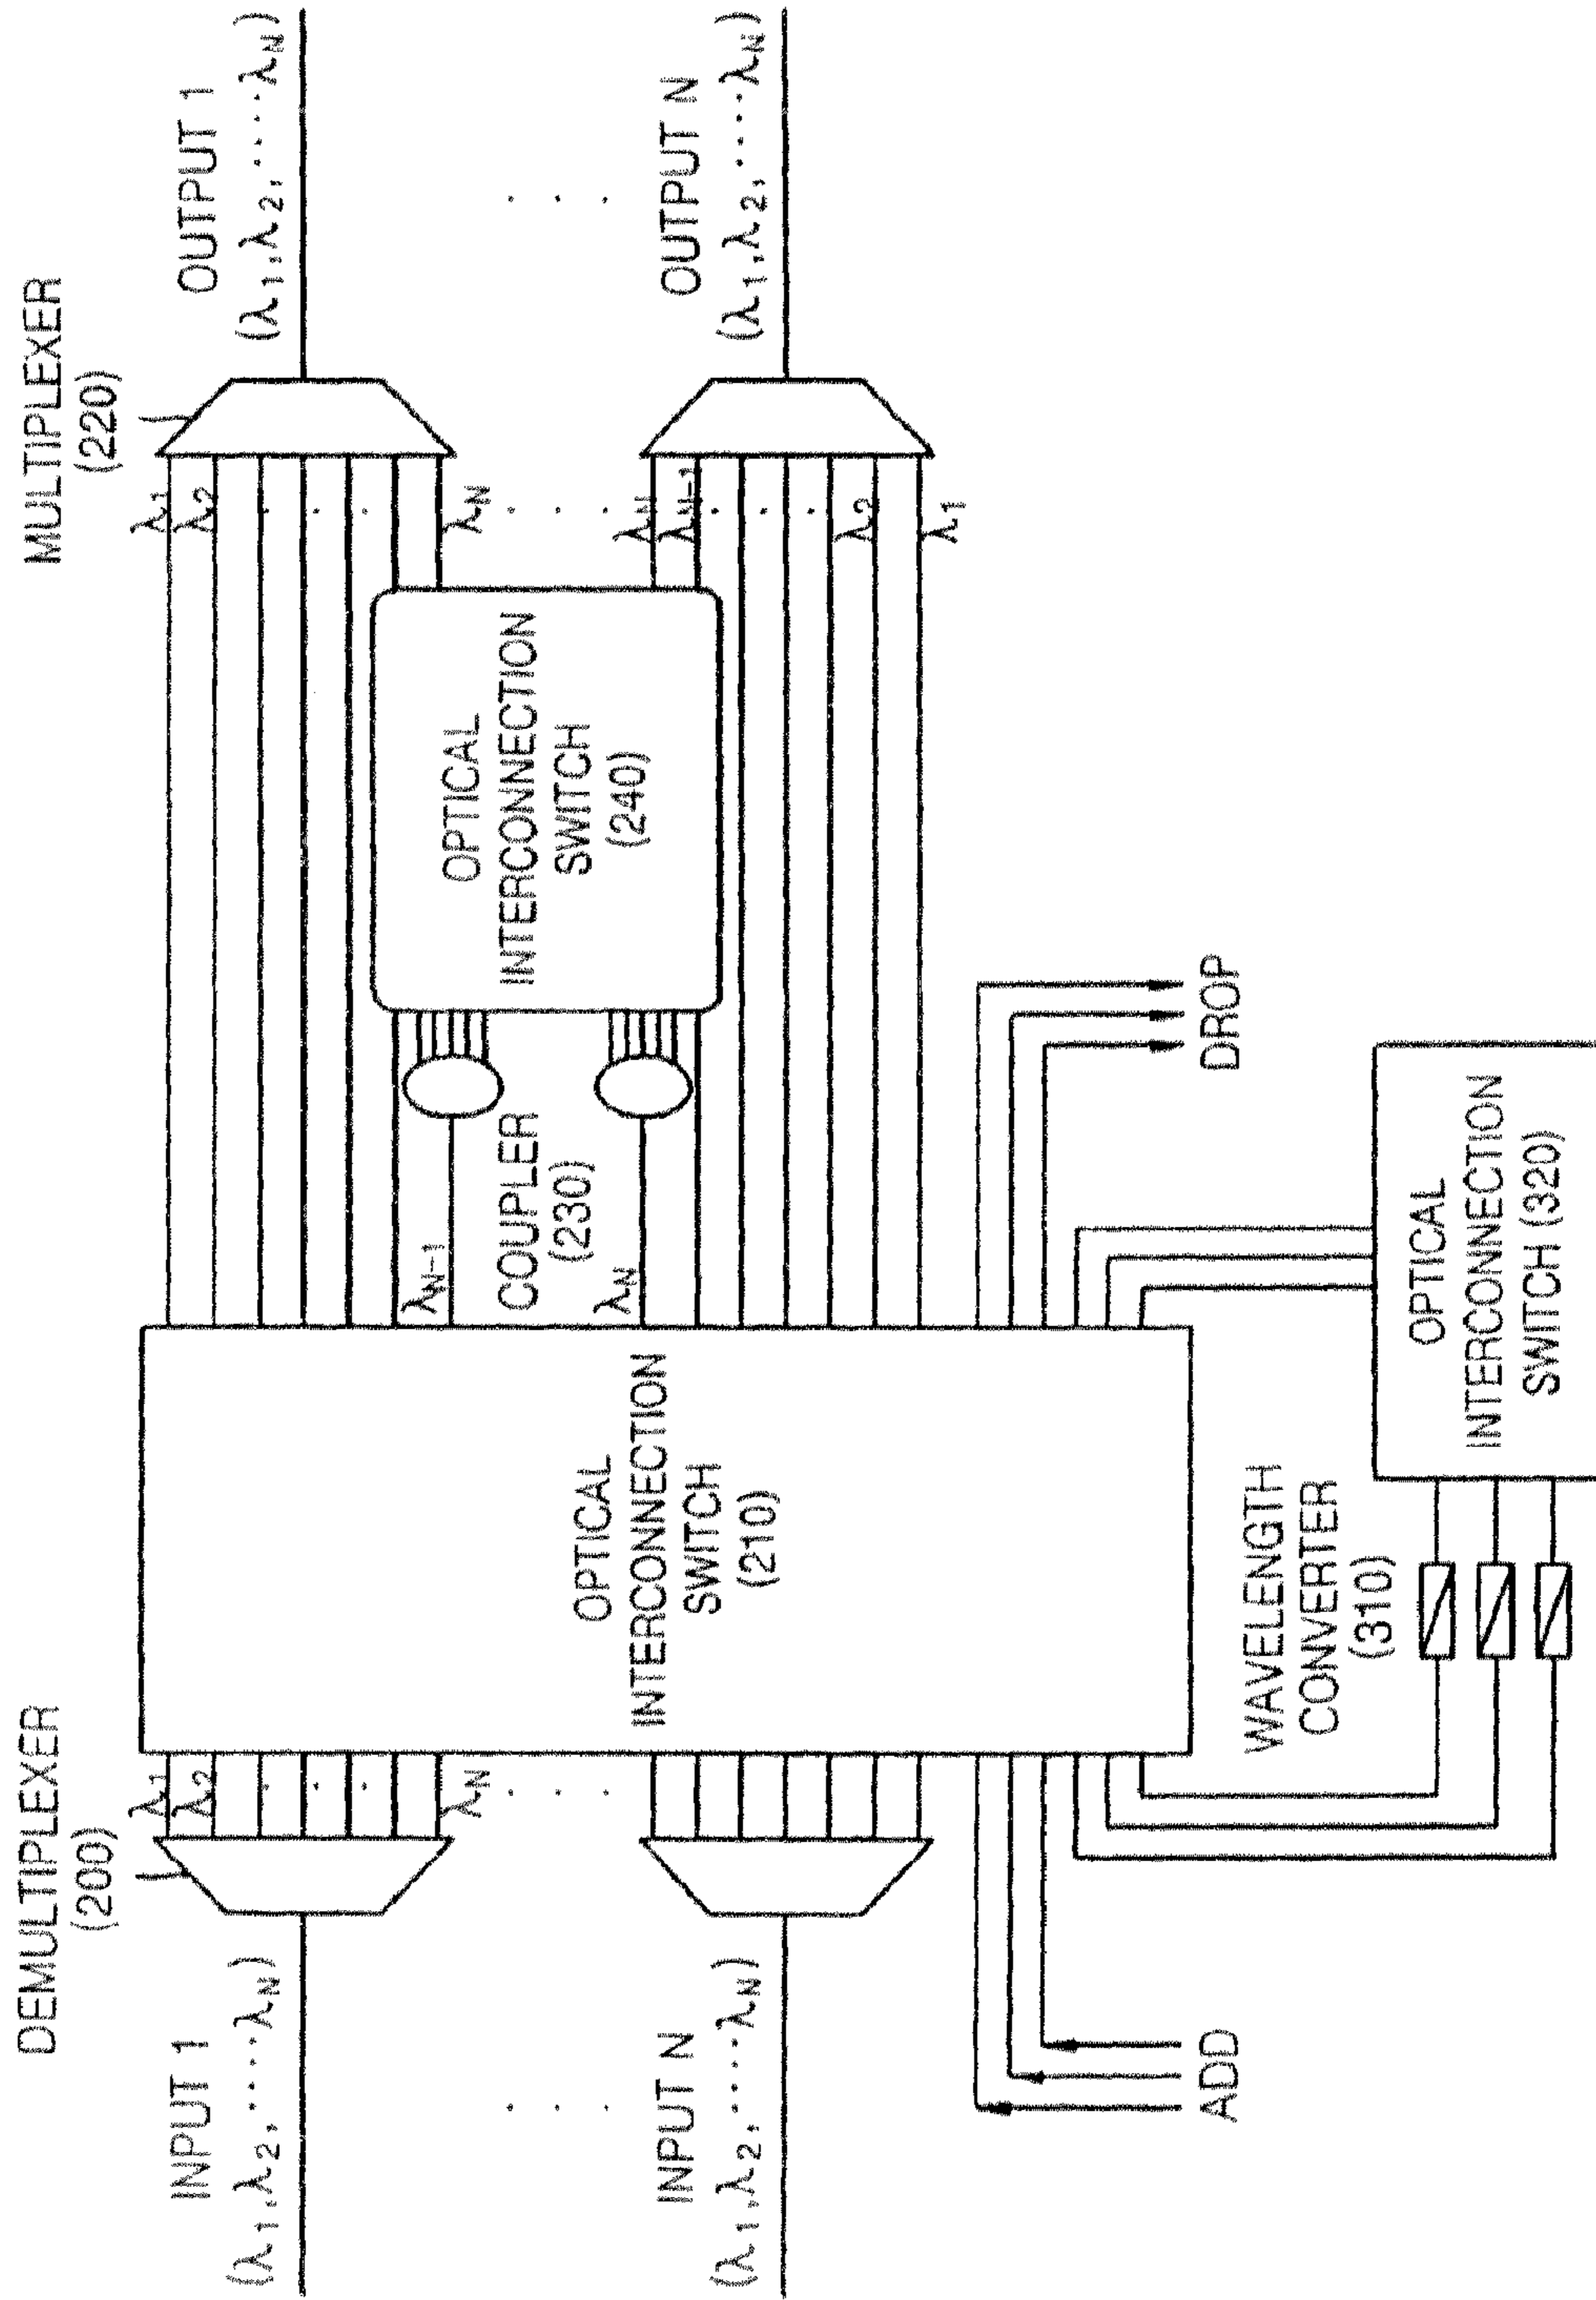 DEMULTIPLEXER
(200)
MULTIPLEXER
(220)
INPUT 1
(λ1,λ2,····λN)
λ1
λ2
λN
OPTICAL
INTERCONNECTION
SWITCH
(210)
λN-1
COUPLER
(230)
λN
OPTICAL
INTERCONNECTION
SWITCH
(240)
λ1
λ2
λN
λN
λN-1
λ2
λ1
OUTPUT 1
(λ1,λ2,····λN)
INPUT N
(λ1,λ2,····λN)
OUTPUT N
(λ1,λ2,····λN)
ADD
DROP
WAVELENGTH
CONVERTER
(310)
OPTICAL
INTERCONNECTION
SWITCH (320)